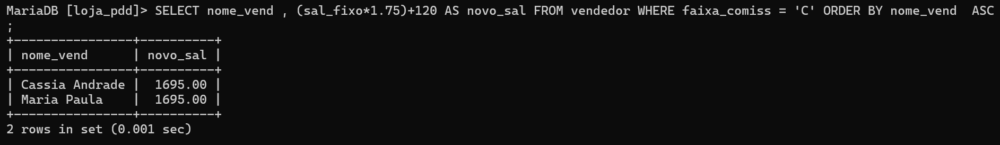 MariaDB [loja_pdd]> SELECT nome_vend , (sal_fixo*1.75)+120 AS novo_sal FROM vendedor WHERE faixa_comiss = 'C' ORDER BY nome_vend  ASC
;
+----------------+----------+
| nome_vend      | novo_sal |
+----------------+----------+
| Cassia Andrade |  1695.00 |
| Maria Paula    |  1695.00 |
+----------------+----------+
2 rows in set (0.001 sec)